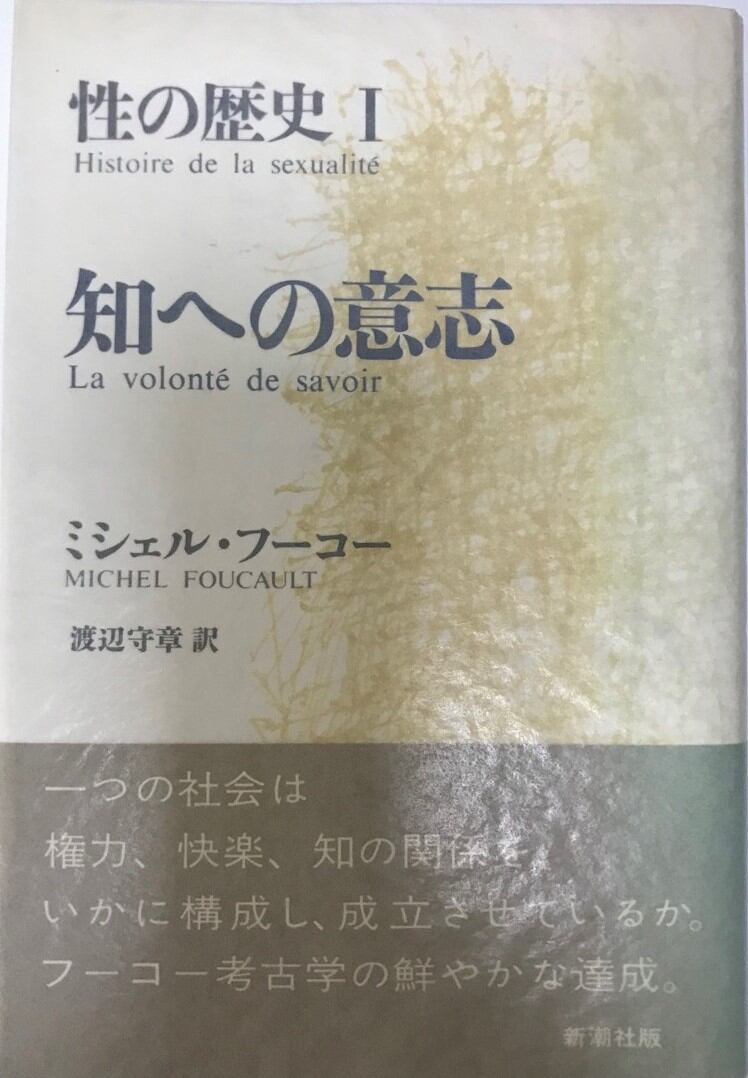 性の歴史 I
Histoire de la sexualité
知への意志
La volonté de savoir
ミシェル・フーコー
MICHEL FOUCAULT
渡辺守章 訳
一つの社会は
権力、快楽、知の関係を
いかに構成し、成立させているか。
フーコー考古学の鮮やかな達成。
新潮社版